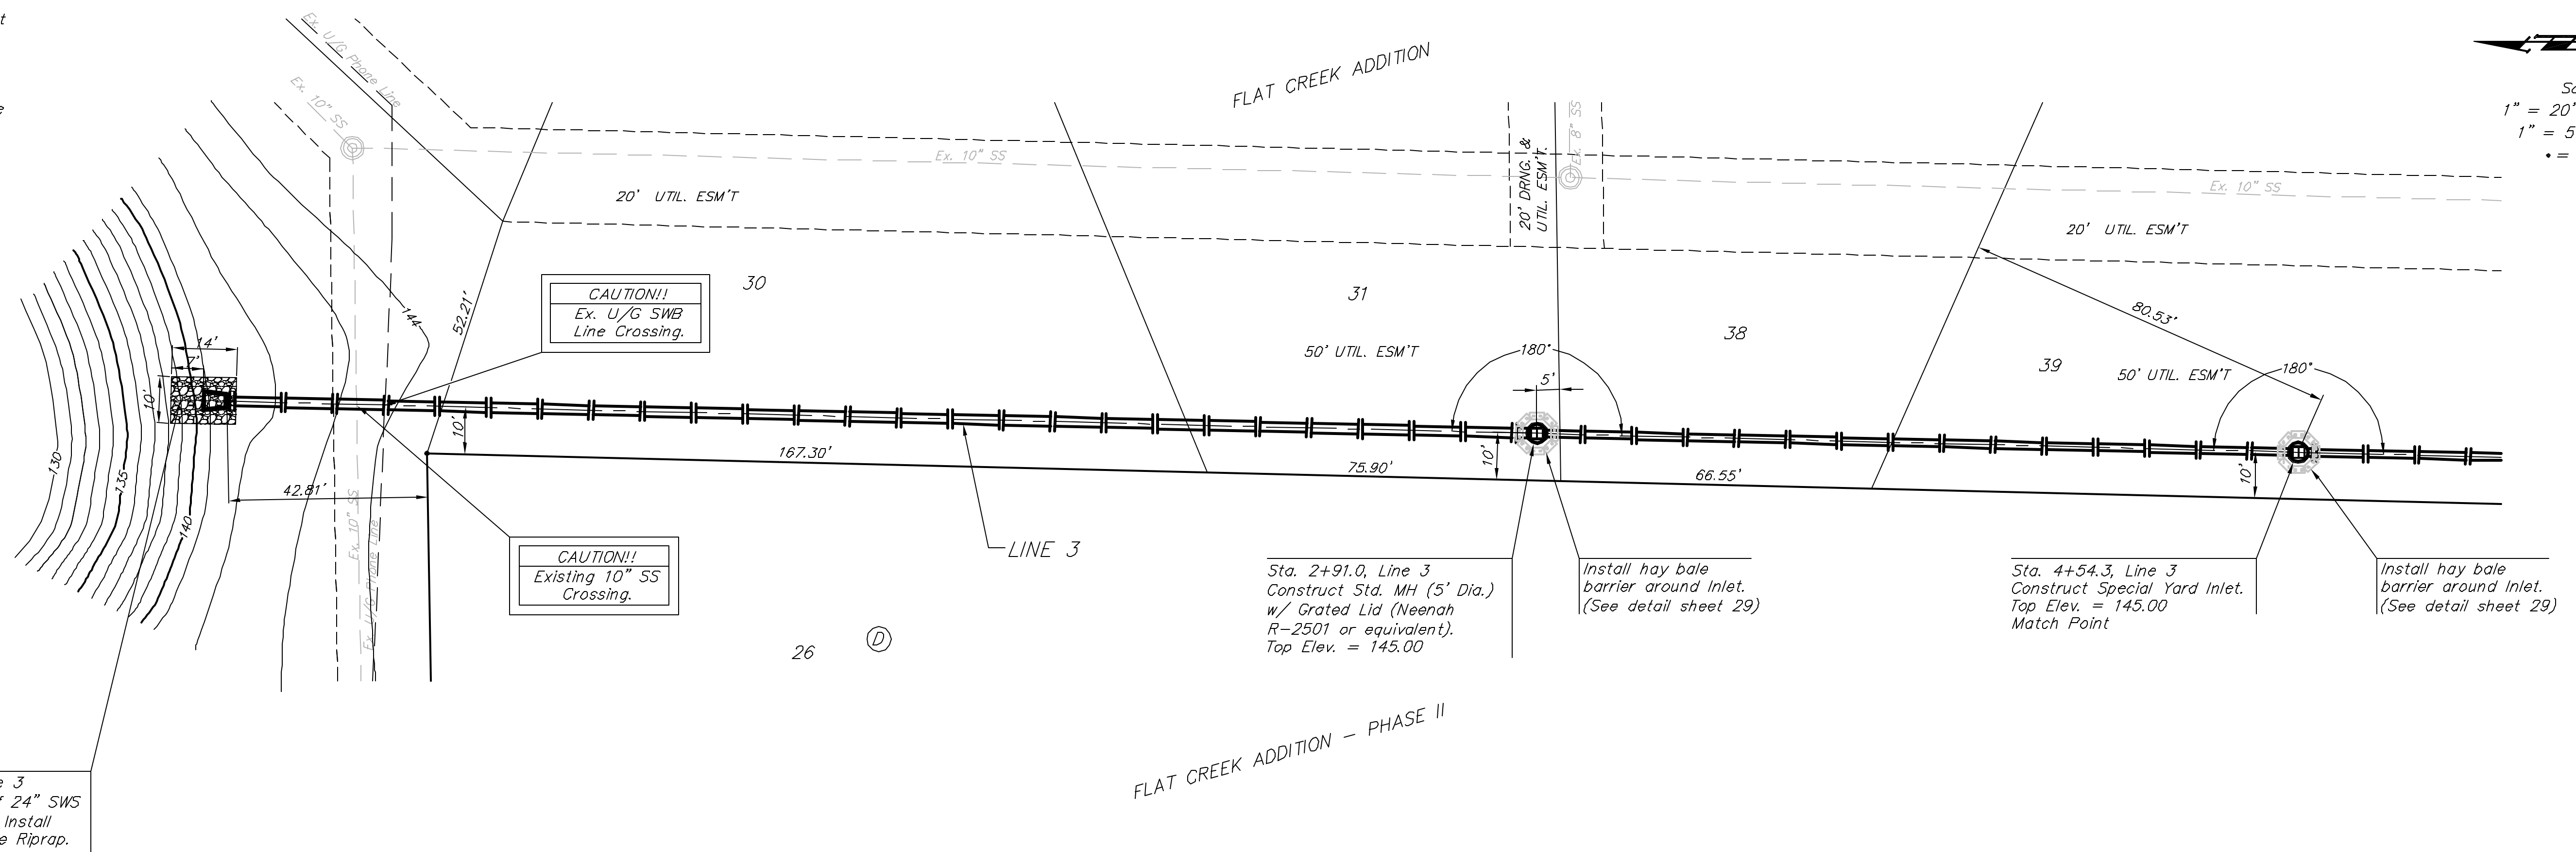 FLAT CREEK ADDITION
Ex. U/G Phone Line
Ex. 10" SS
Ex. 10" SS
Ex. 8" SS
Ex. 10" SS
20' UTIL. ESM'T
20' DRNG. &
UTIL. ESM'T.
20' UTIL. ESM'T
1" = 20'
1" = 5
• =
30
31
38
39
52.21'
144
80.53'
CAUTION!!
Ex. U/G SWB
Line Crossing.
50' UTIL. ESM'T
180°
5'
50' UTIL. ESM'T
180°
14'
7'
10'
10'
10'
10'
167.30'
75.90'
66.55'
42.81'
130
135
140
Ex. 10" SS
Ex. U/G Phone Line
CAUTION!!
Existing 10" SS
Crossing.
LINE 3
Sta. 2+91.0, Line 3
Construct Std. MH (5' Dia.)
w/ Grated Lid (Neenah
R-2501 or equivalent).
Top Elev. = 145.00
Install hay bale
barrier around Inlet.
(See detail sheet 29)
Sta. 4+54.3, Line 3
Construct Special Yard Inlet.
Top Elev. = 145.00
Match Point
Install hay bale
barrier around Inlet.
(See detail sheet 29)
26
D
FLAT CREEK ADDITION - PHASE II
3
24" SWS
Install
Riprap.